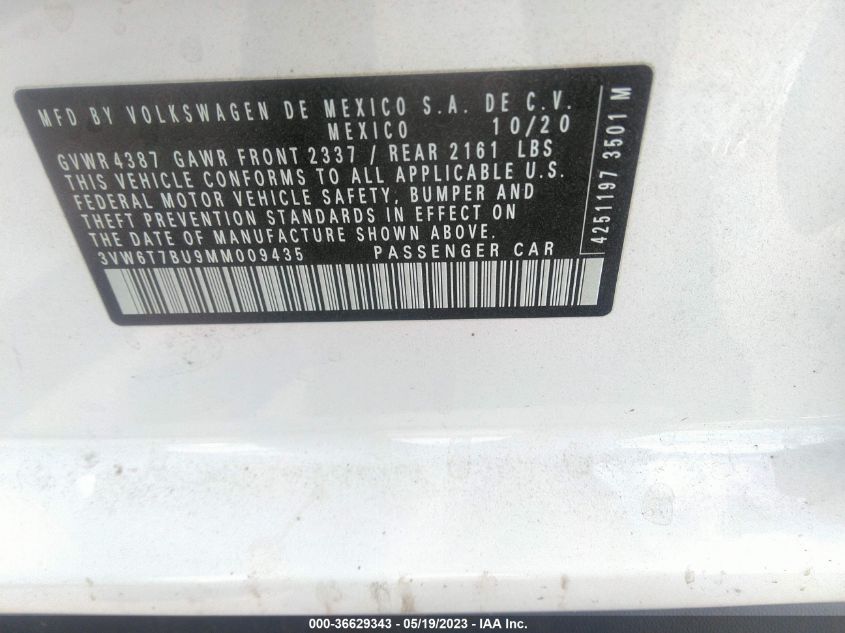 MFD BY VOLKSWAGEN DE MEXICO S.A. DE C.V.
MEXICO 10/20
GVWR4387 GAWR FRONT 2337 / REAR 2161 LBS
THIS VEHICLE CONFORMS TO ALL APPLICABLE U.S.
FEDERAL MOTOR VEHICLE SAFETY, BUMPER AND
THEFT PREVENTION STANDARDS IN EFFECT ON
THE DATE OF MANUFACTURE SHOWN ABOVE.
3VW6T7BU9MM009435 PASSENGER CAR
4251197 3501 M
000-36629343 - 05/19/2023 - IAA Inc.